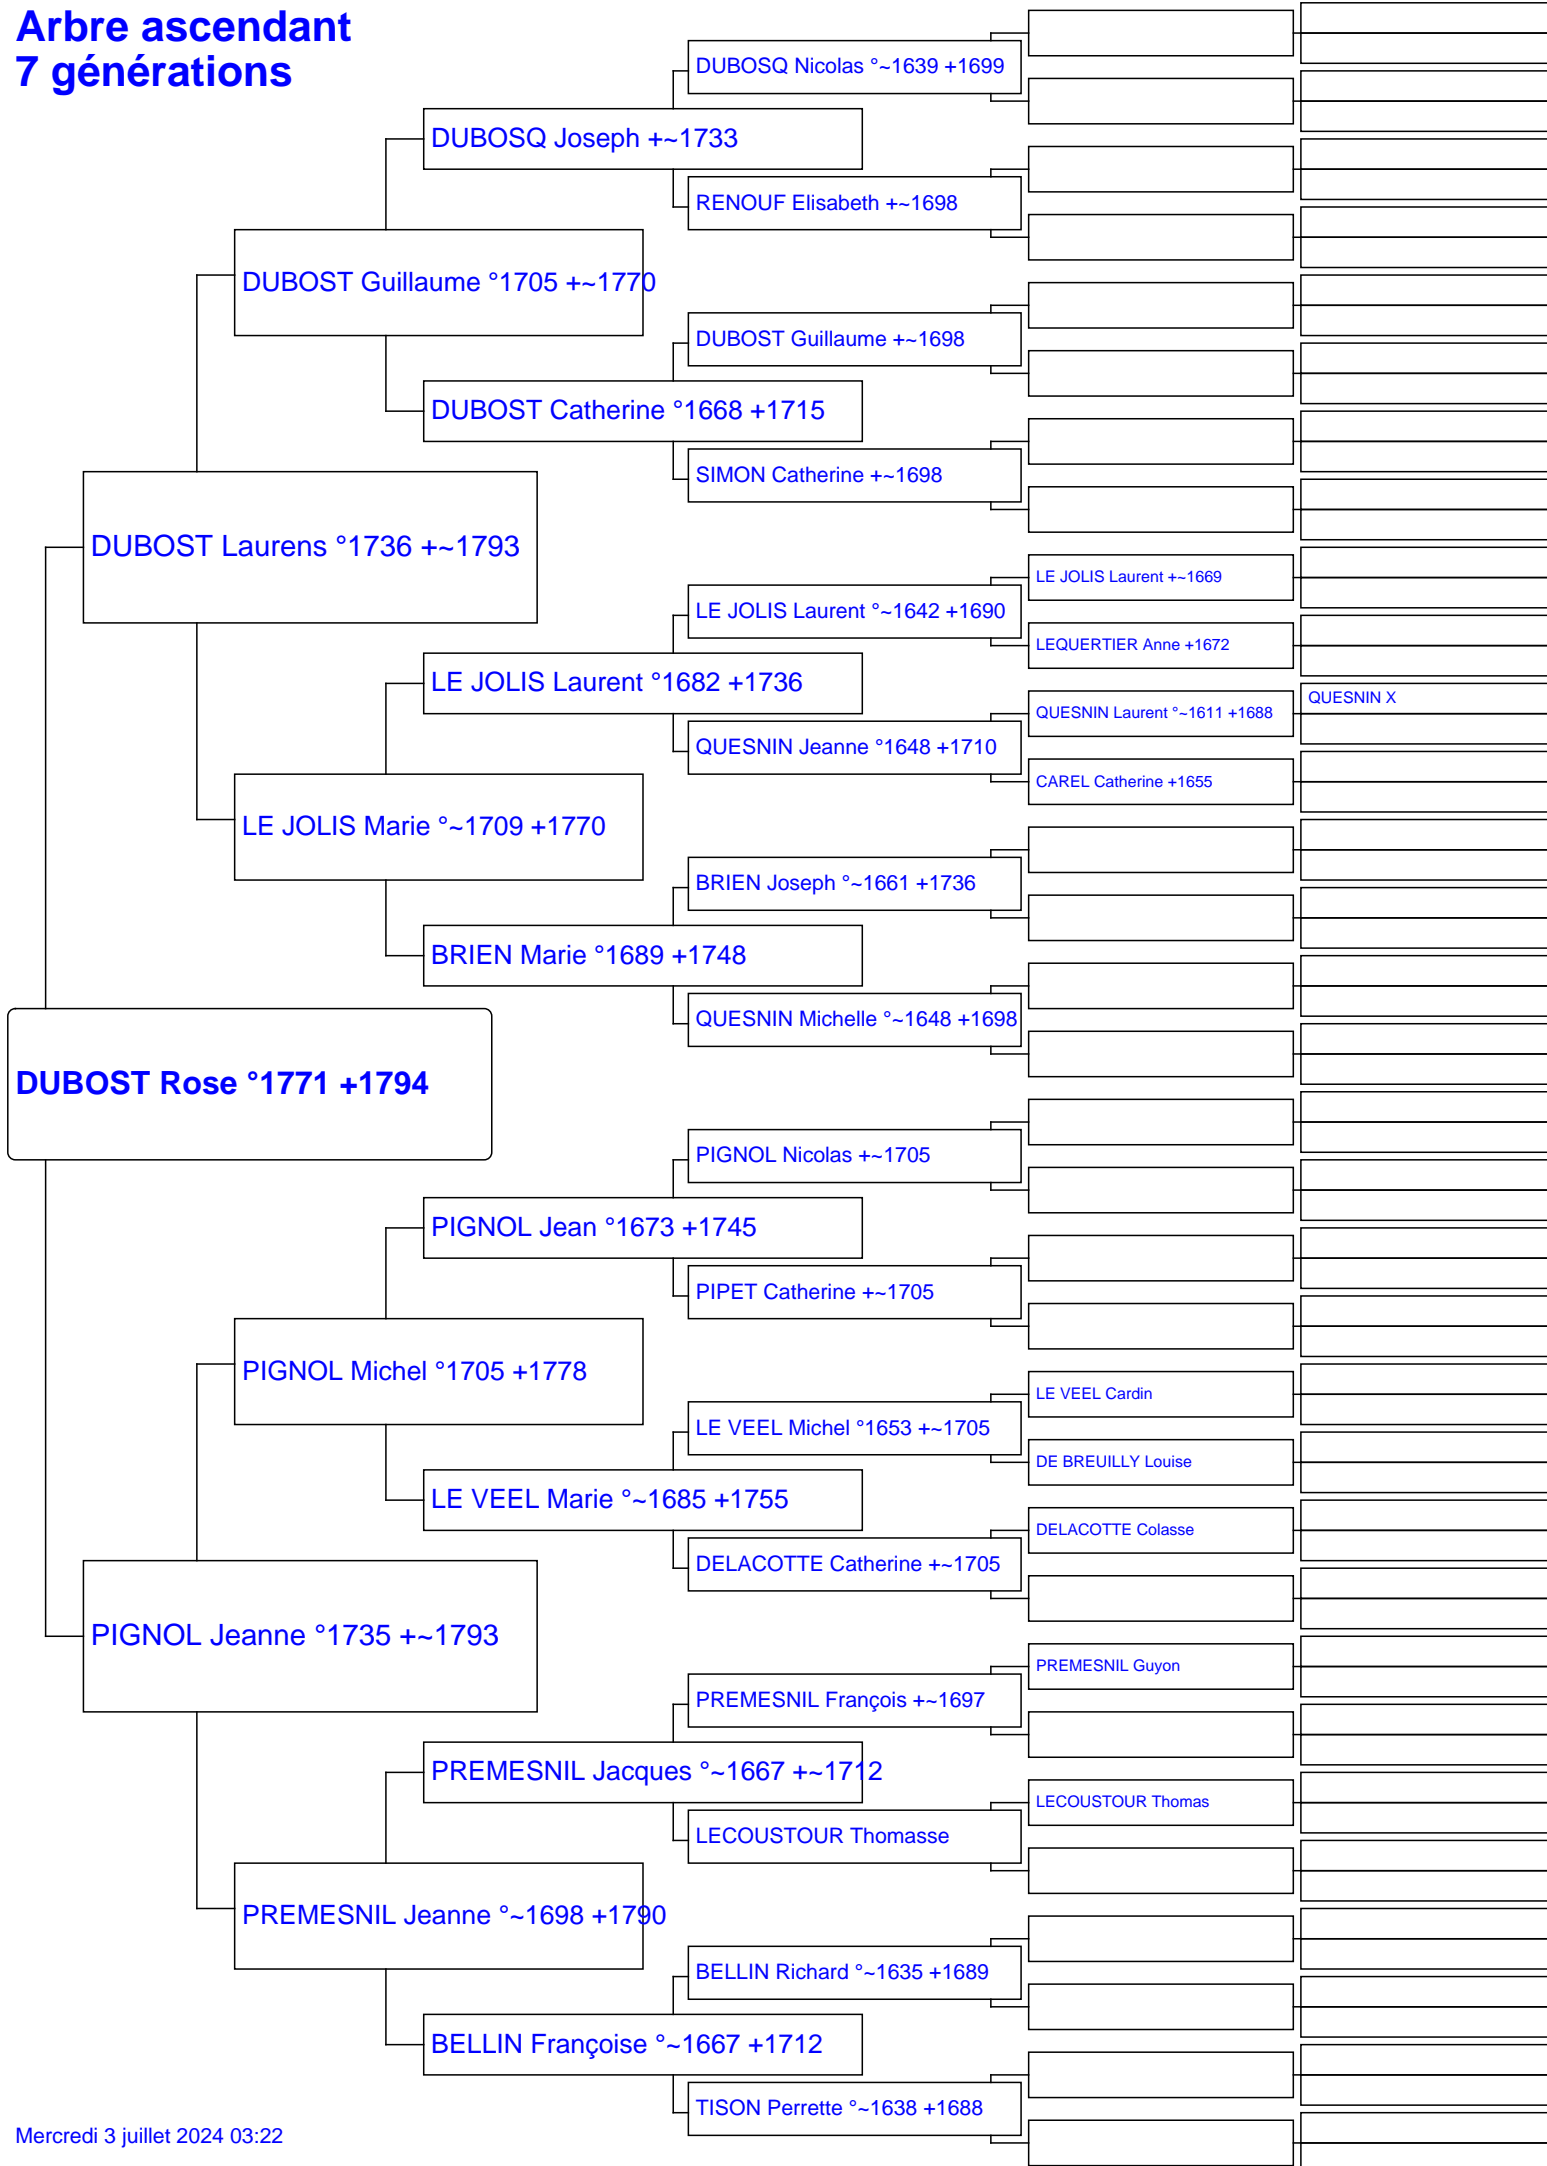 Arbre ascendant
7 générations
DUBOSQ Nicolas °~1639 +1699
DUBOSQ Joseph +~1733
RENOUF Elisabeth +~1698
DUBOST Guillaume °1705 +~1770
DUBOST Guillaume +~1698
DUBOST Catherine °1668 +1715
SIMON Catherine +~1698
DUBOST Laurens °1736 +~1793
LE JOLIS Laurent +~1669
LE JOLIS Laurent °~1642 +1690
LEQUERTIER Anne +1672
LE JOLIS Laurent °1682 +1736
QUESNIN X
QUESNIN Laurent °~1611 +1688
QUESNIN Jeanne °1648 +1710
CAREL Catherine +1655
LE JOLIS Marie °~1709 +1770
BRIEN Joseph °~1661 +1736
BRIEN Marie °1689 +1748
QUESNIN Michelle °~1648 +1698
DUBOST Rose °1771 +1794
PIGNOL Nicolas +~1705
PIGNOL Jean °1673 +1745
PIPET Catherine +~1705
PIGNOL Michel °1705 +1778
LE VEEL Cardin
LE VEEL Michel °1653 +~1705
DE BREUILLY Louise
LE VEEL Marie °~1685 +1755
DELACOTTE Colasse
DELACOTTE Catherine +~1705
PIGNOL Jeanne °1735 +~1793
PREMESNIL Guyon
PREMESNIL François +~1697
PREMESNIL Jacques °~1667 +~1712
LECOUSTOUR Thomas
LECOUSTOUR Thomasse
PREMESNIL Jeanne °~1698 +1790
BELLIN Richard °~1635 +1689
BELLIN Françoise °~1667 +1712
TISON Perrette °~1638 +1688
Mercredi 3 juillet 2024 03:22